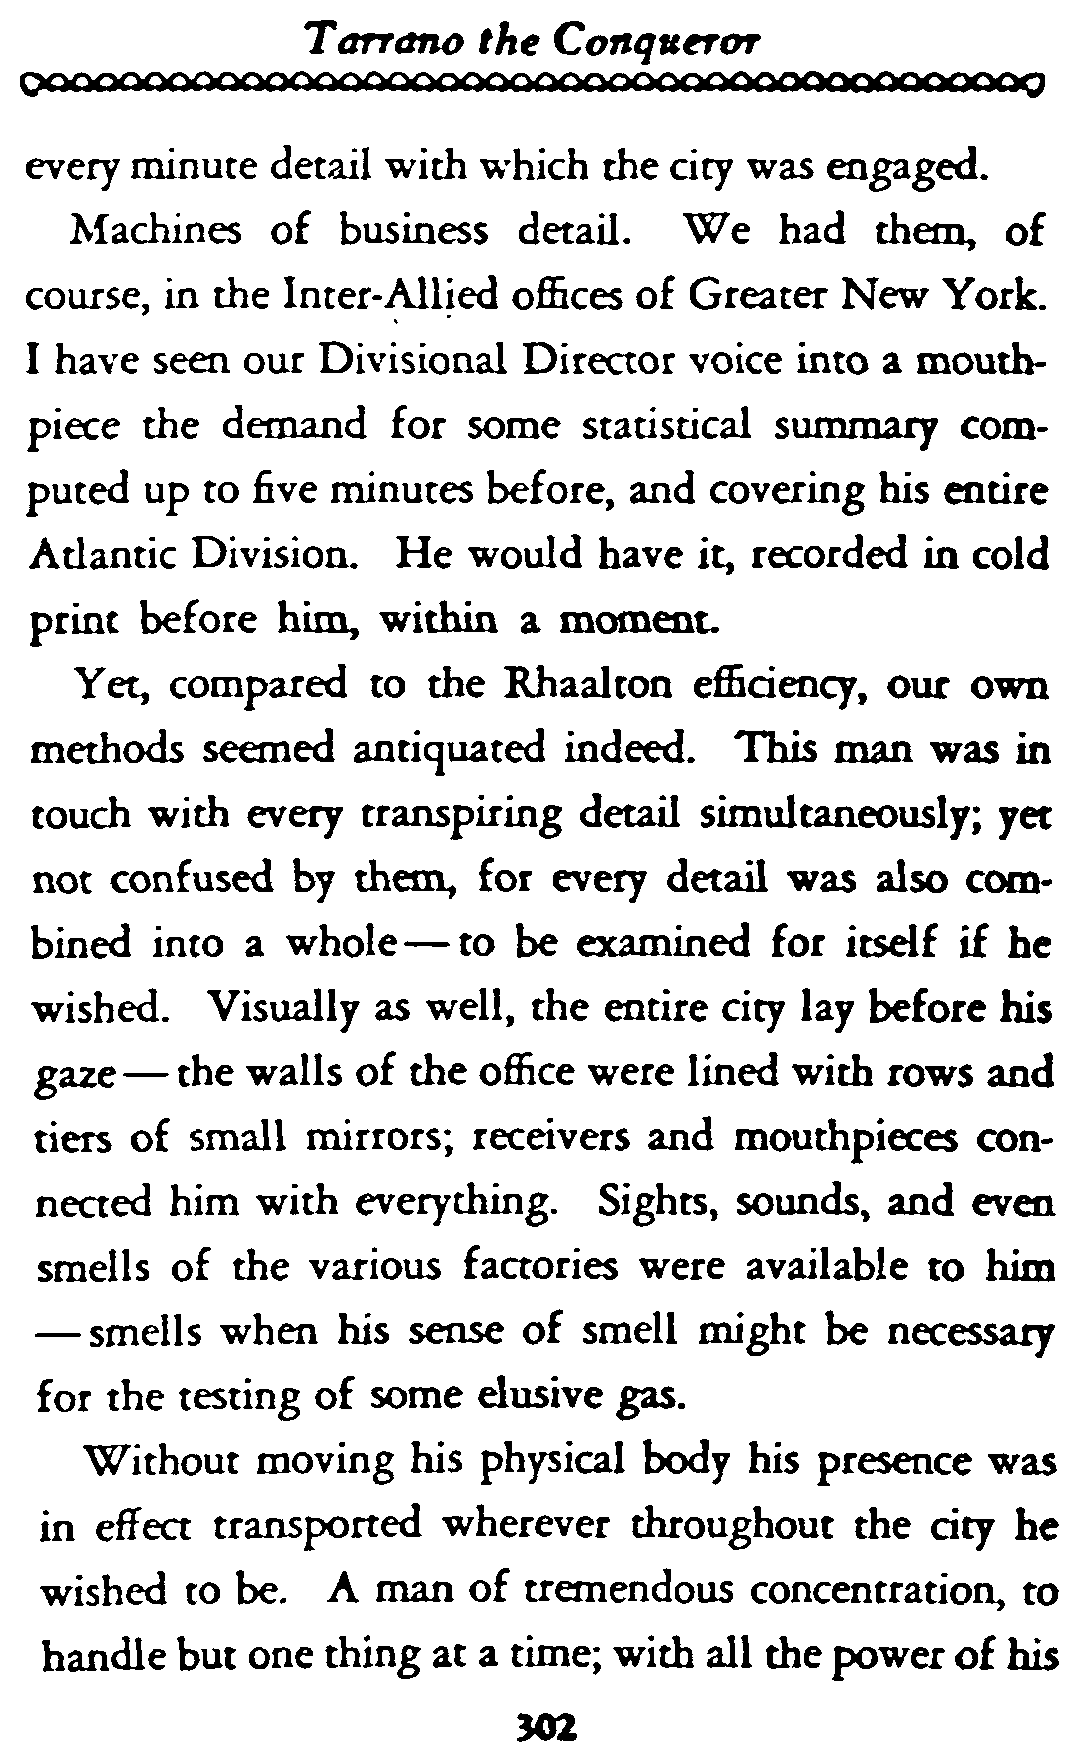 Tarrano the Conqueror
every minute detail with which the city was engaged.
Machines of business detail. We had them, of
course, in the Inter-Allied offices of Greater New York.
I have seen our Divisional Director voice into a mouth-
piece the demand for some statistical summary com-
puted up to five minutes before, and covering his entire
Atlantic Division. He would have it, recorded in cold
print before him, within a moment.
Yet, compared to the Rhaalton efficiency, our own
methods seemed antiquated indeed. This man was in
touch with every transpiring detail simultaneously; yet
not confused by them, for every detail was also com-
bined into a whole—to be examined for itself if he
wished. Visually as well, the entire city lay before his
gaze—the walls of the office were lined with rows and
tiers of small mirrors; receivers and mouthpieces con-
nected him with everything. Sights, sounds, and even
smells of the various factories were available to him
—smells when his sense of smell might be necessary
for the testing of some elusive gas.
Without moving his physical body his presence was
in effect transported wherever throughout the city he
wished to be. A man of tremendous concentration, to
handle but one thing at a time; with all the power of his
302